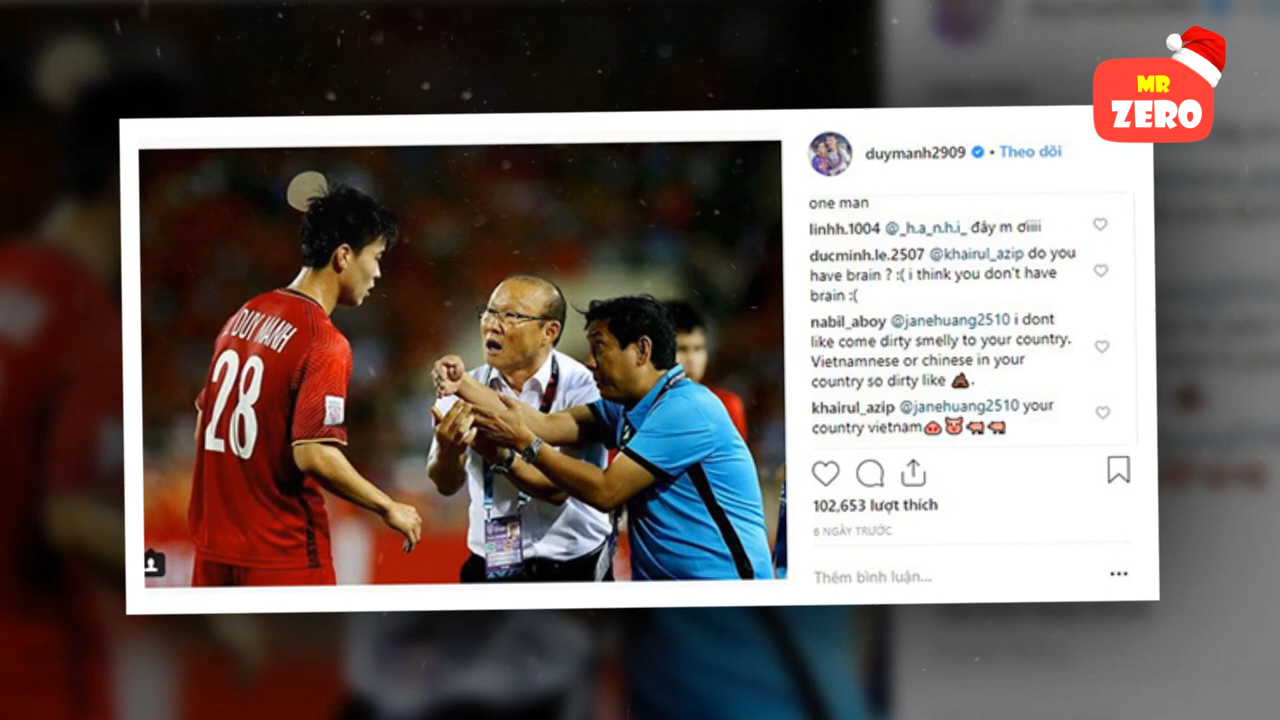 MR
ZERO
DUY MẠNH
28
duymanh2909 • Theo dõi
one man
linhh.1004 @_h.a_n.h.i_ đây m ơiiii
ducminh.le.2507 @khairul_azip do you
have brain ? :( i think you don't have
brain :(
nabil_aboy @janehuang2510 i dont
like come dirty smelly to your country.
Vietnamnese or chinese in your
country so dirty like 💩.
khairul_azip @janehuang2510 your
country vietnam🐽🐷🐖🐖
102,653 lượt thích
6 NGÀY TRƯỚC
Thêm bình luận...